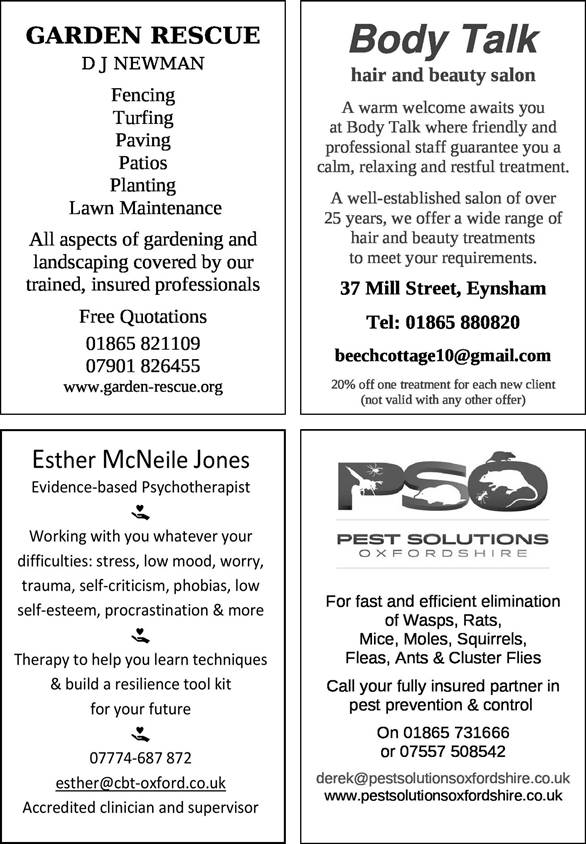 GARDEN RESCUE
D J NEWMAN
Fencing
Turfing
Paving
Patios
Planting
Lawn Maintenance
All aspects of gardening and
landscaping covered by our
trained, insured professionals
Free Quotations
01865 821109
07901 826455
www.garden-rescue.org
Body Talk
hair and beauty salon
A warm welcome awaits you
at Body Talk where friendly and
professional staff guarantee you a
calm, relaxing and restful treatment.
A well-established salon of over
25 years, we offer a wide range of
hair and beauty treatments
to meet your requirements.
37 Mill Street, Eynsham
Tel: 01865 880820
beechcottage10@gmail.com
20% off one treatment for each new client
(not valid with any other offer)
Esther McNeile Jones
Evidence-based Psychotherapist
Working with you whatever your
difficulties: stress, low mood, worry,
trauma, self-criticism, phobias, low
self-esteem, procrastination & more
Therapy to help you learn techniques
& build a resilience tool kit
for your future
07774-687 872
esther@cbt-oxford.co.uk
Accredited clinician and supervisor
PSO
PEST SOLUTIONS
OXFORDSHIRE
For fast and efficient elimination
of Wasps, Rats,
Mice, Moles, Squirrels,
Fleas, Ants & Cluster Flies
Call your fully insured partner in
pest prevention & control
On 01865 731666
or 07557 508542
derek@pestsolutionsoxfordshire.co.uk
www.pestsolutionsoxfordshire.co.uk